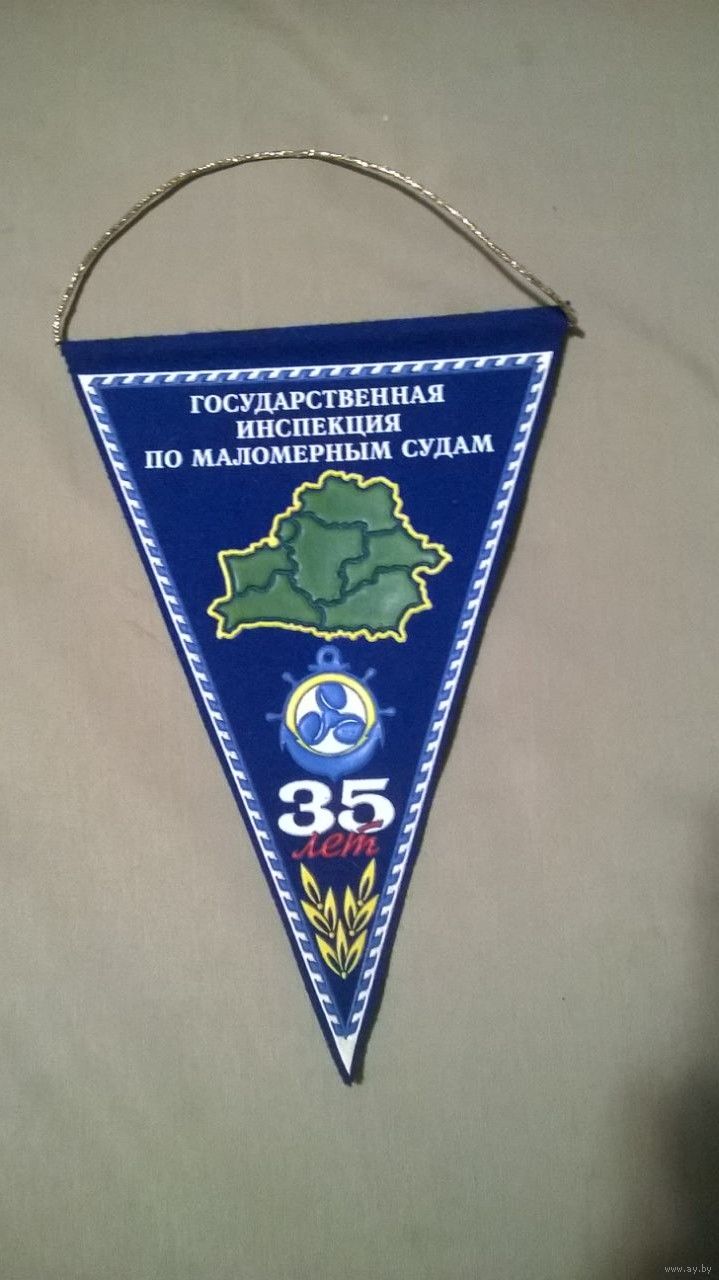 ГОСУДАРСТВЕННАЯ
ИНСПЕКЦИЯ
ПО МАЛОМЕРНЫМ СУДАМ
35
лет
www.ay.by